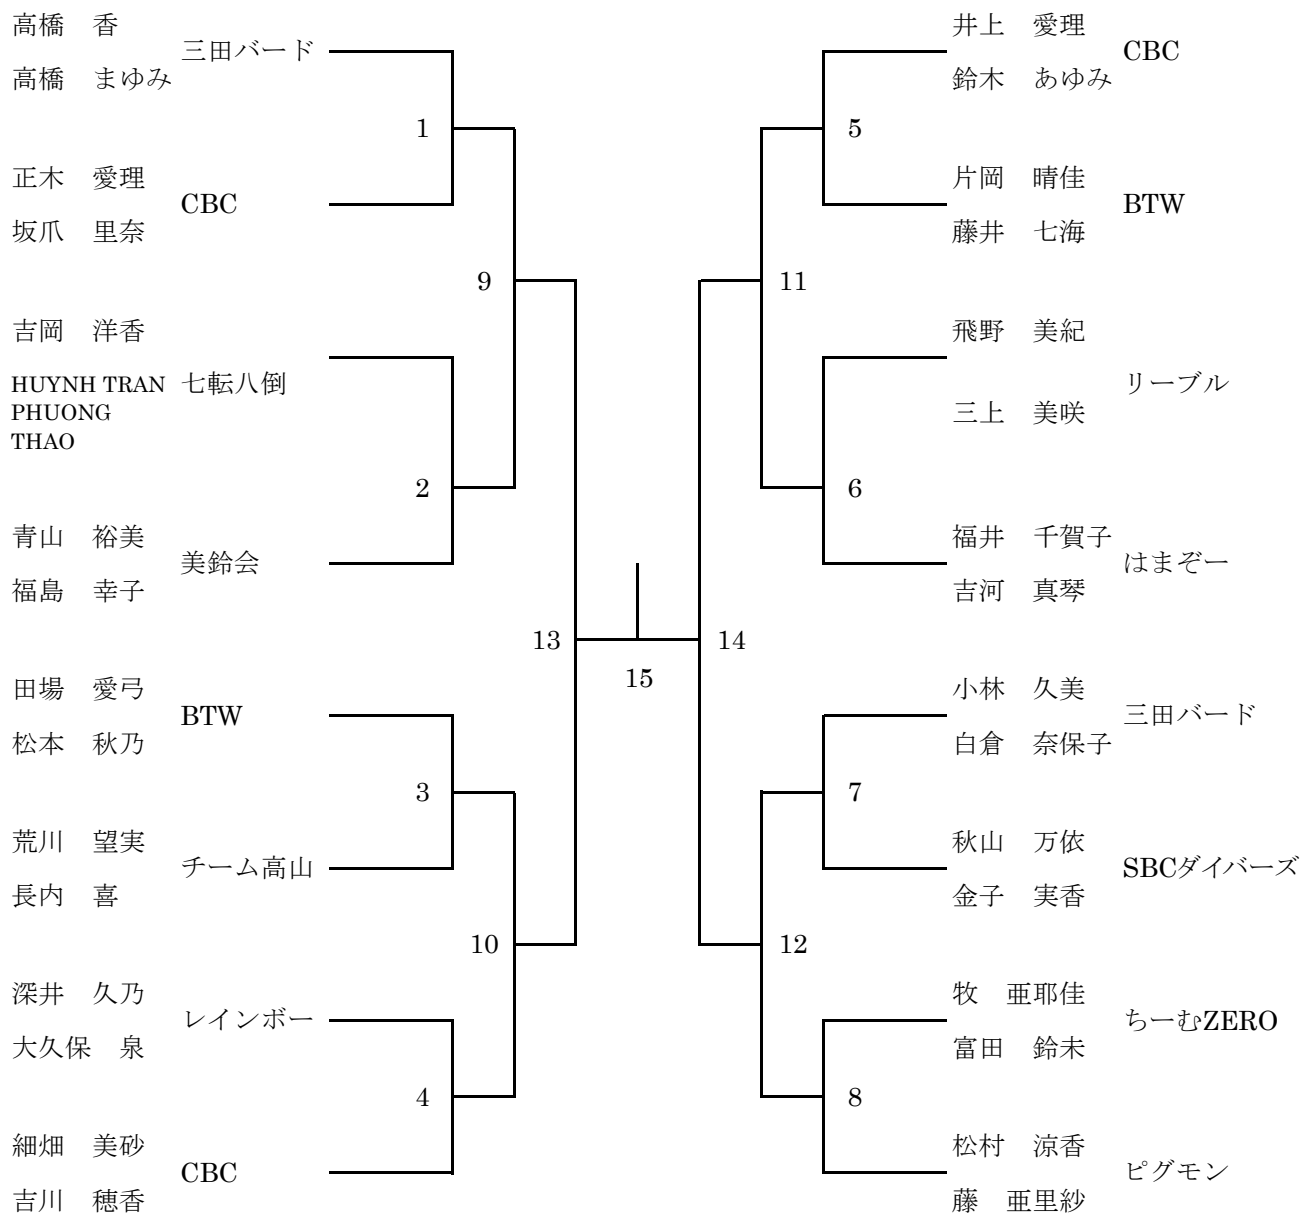 高橋　香
三田バード
高橋　まゆみ
1
正木　愛理
CBC
坂爪　里奈
9
吉岡　洋香
七転八倒
HUYNH TRAN
PHUONG
THAO
2
青山　裕美
美鈴会
福島　幸子
13
田場　愛弓
BTW
松本　秋乃
3
荒川　望実
チーム高山
長内　喜
10
深井　久乃
レインボー
大久保　泉
4
細畑　美砂
CBC
吉川　穂香
15
井上　愛理
CBC
鈴木　あゆみ
5
片岡　晴佳
BTW
藤井　七海
11
飛野　美紀
リーブル
三上　美咲
6
福井　千賀子
はまぞー
吉河　真琴
14
小林　久美
三田バード
白倉　奈保子
7
秋山　万依
SBCダイバーズ
金子　実香
12
牧　亜耶佳
ちーむZERO
富田　鈴未
8
松村　涼香
ピグモン
藤　亜里紗